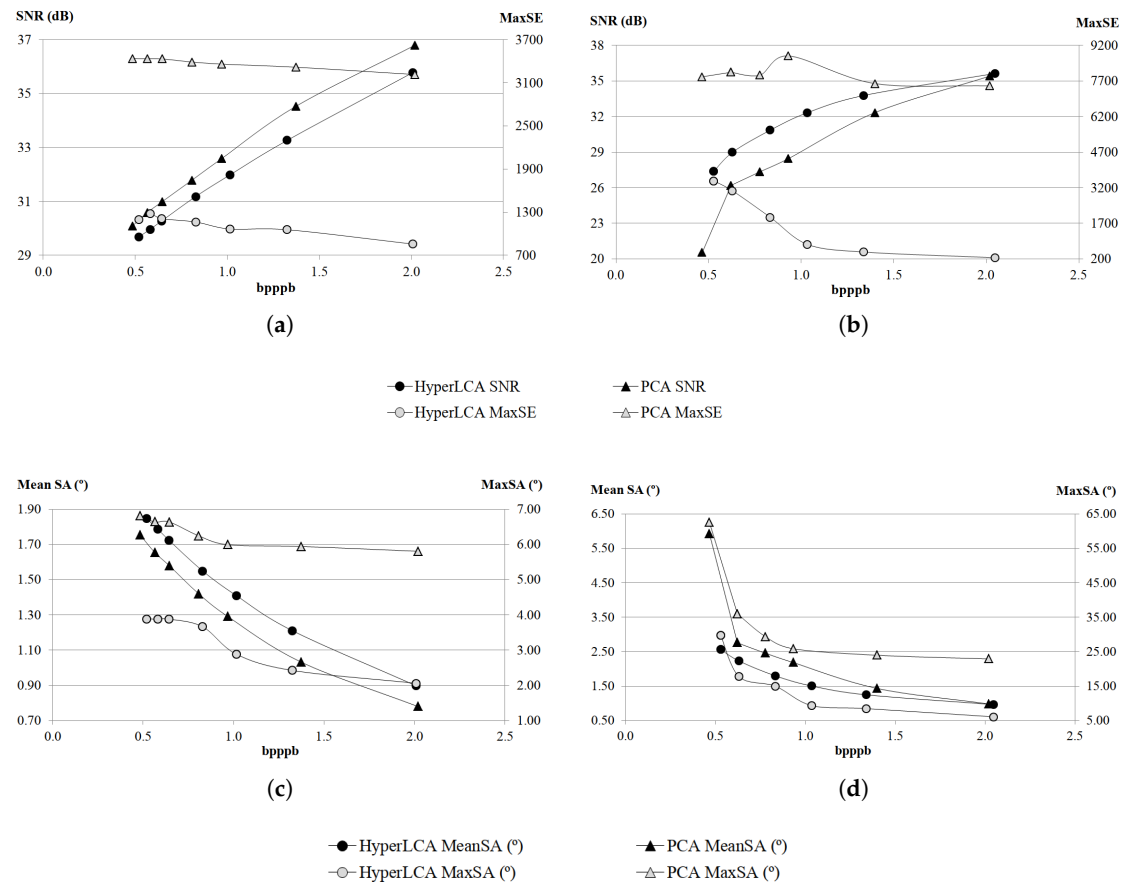 SNR (dB)
MaxSE
37
35
33
31
29
3700
3100
2500
1900
1300
700
0.0 0.5 1.0 1.5 2.0 2.5
bpppb
(a)
SNR (dB)
MaxSE
38
35
32
29
26
23
20
9200
7700
6200
4700
3200
1700
200
0.0 0.5 1.0 1.5 2.0 2.5
bpppb
(b)
HyperLCA SNR
PCA SNR
HyperLCA MaxSE
PCA MaxSE
Mean SA (º)
MaxSA (º)
1.90
1.70
1.50
1.30
1.10
0.90
0.70
7.00
6.00
5.00
4.00
3.00
2.00
1.00
0.0 0.5 1.0 1.5 2.0 2.5
bpppb
(c)
Mean SA (º)
MaxSA (º)
6.50
5.50
4.50
3.50
2.50
1.50
0.50
65.00
55.00
45.00
35.00
25.00
15.00
5.00
0.0 0.5 1.0 1.5 2.0 2.5
bpppb
(d)
HyperLCA MeanSA (º)
PCA MeanSA (º)
HyperLCA MaxSA (º)
PCA MaxSA (º)